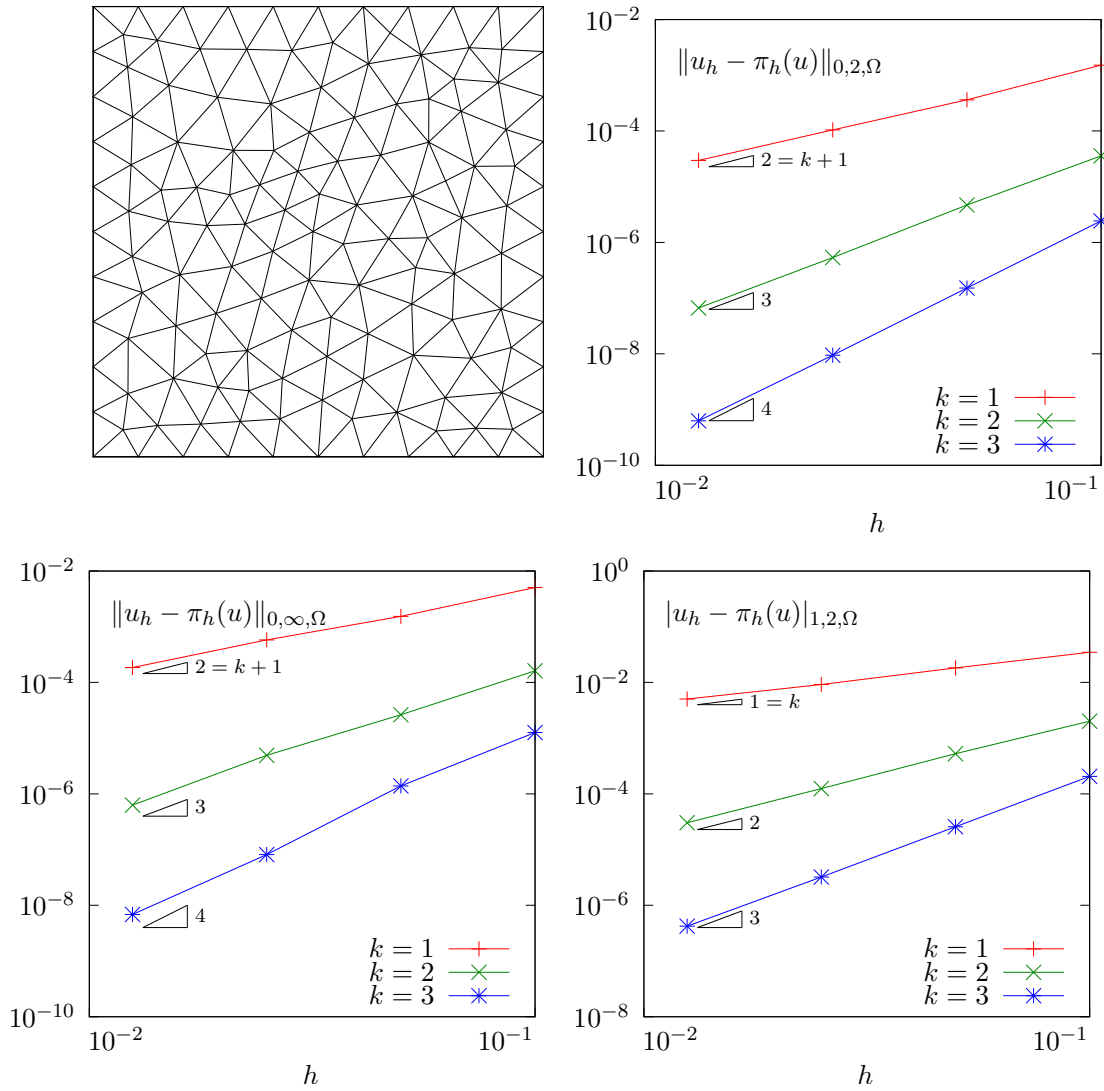 10⁻²
‖u_h − π_h(u)‖_{0,2,Ω}
10⁻⁴
2 = k + 1
10⁻⁶
3
10⁻⁸
4
k = 1
k = 2
k = 3
10⁻¹⁰
10⁻² 10⁻¹
h
10⁻²
‖u_h − π_h(u)‖_{0,∞,Ω}
2 = k + 1
10⁻⁴
10⁻⁶
3
10⁻⁸
4
k = 1
k = 2
k = 3
10⁻¹⁰
10⁻² 10⁻¹
h
10⁰
|u_h − π_h(u)|_{1,2,Ω}
10⁻²
1 = k
10⁻⁴
2
10⁻⁶
3
k = 1
k = 2
k = 3
10⁻⁸
10⁻² 10⁻¹
h